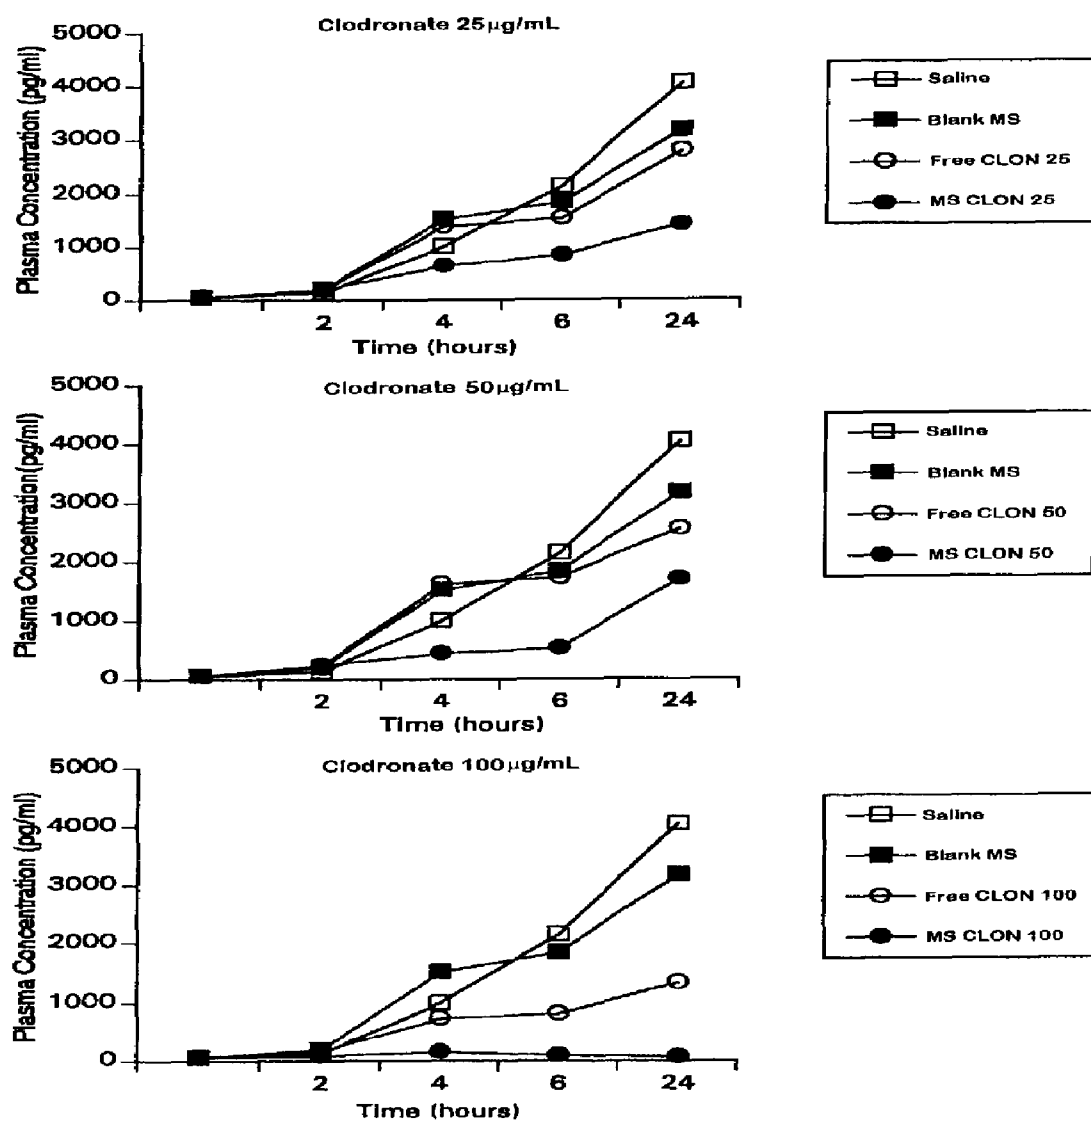 Clodronate 25µg/mL
Plasma Concentration (pg/ml)
5000
4000
3000
2000
1000
0
2 4 6 24
Time (hours)
Saline
Blank MS
Free CLON 25
MS CLON 25
Clodronate 50µg/mL
Plasma Concentration(pg/ml)
5000
4000
3000
2000
1000
0
2 4 6 24
Time (hours)
Saline
Blank MS
Free CLON 50
MS CLON 50
Clodronate 100µg/mL
Plasma Concentration (pg/ml)
5000
4000
3000
2000
1000
0
2 4 6 24
Time (hours)
Saline
Blank MS
Free CLON 100
MS CLON 100